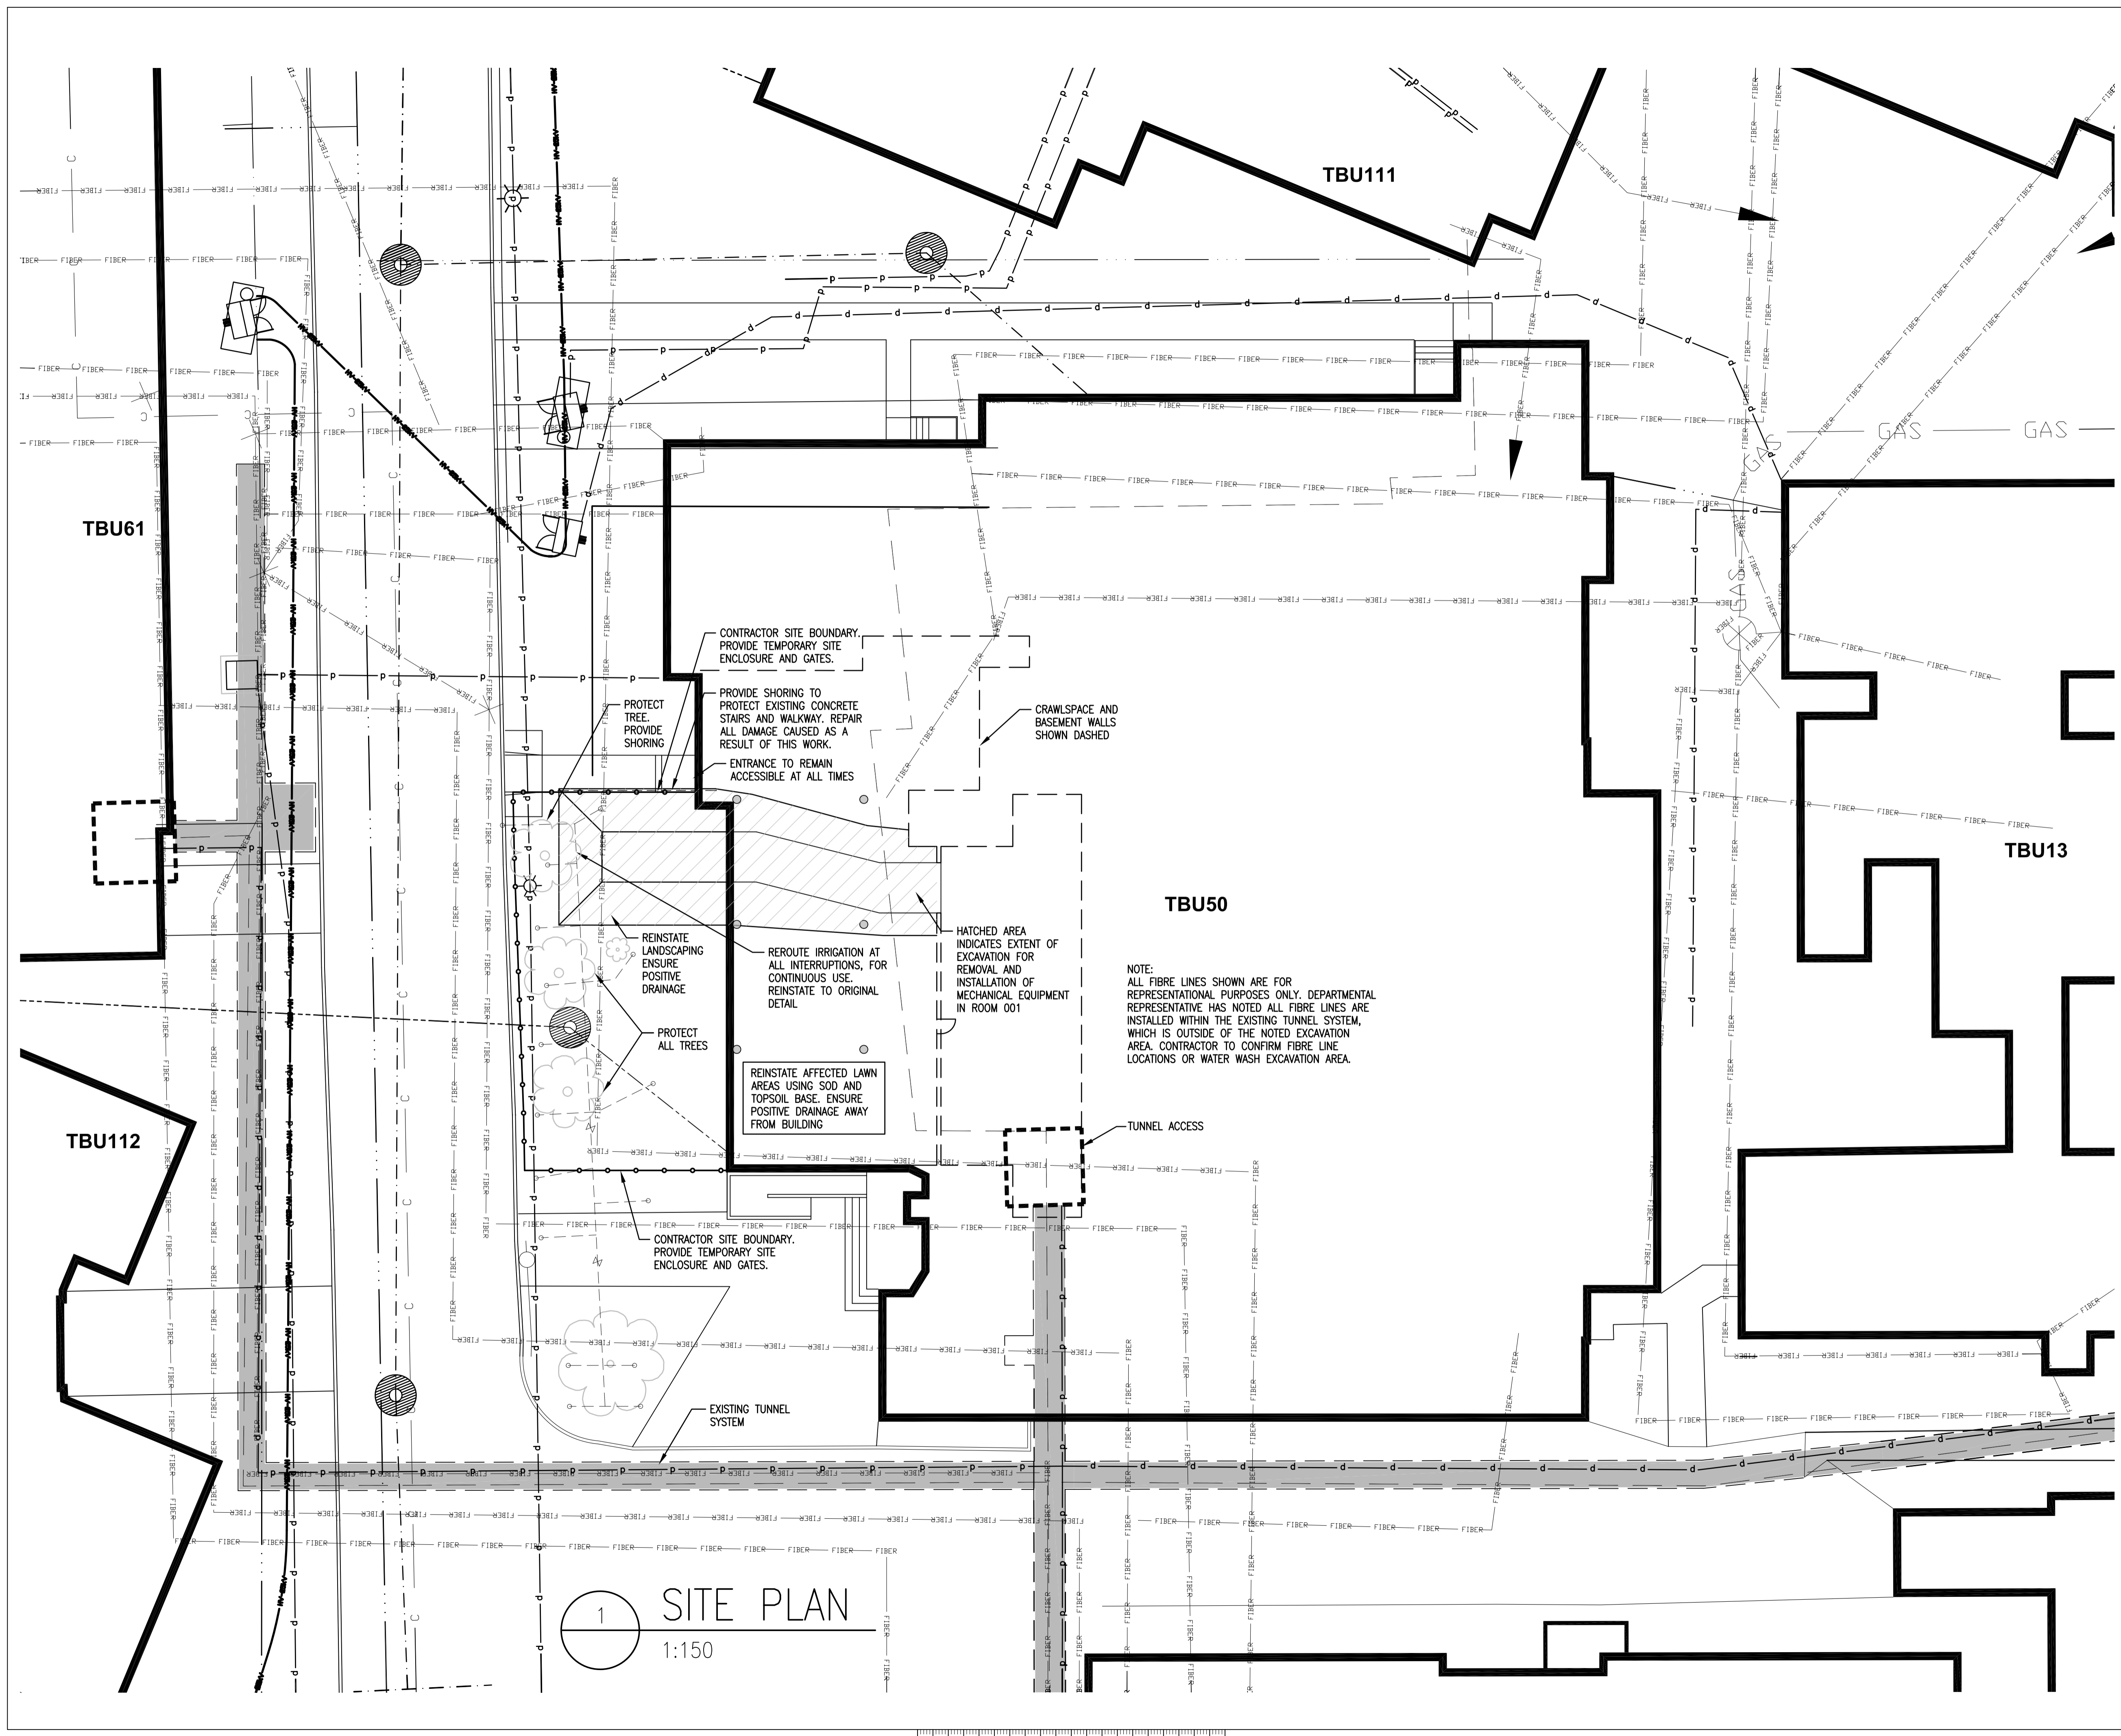 TBU111
TBU61
CONTRACTOR SITE BOUNDARY.
PROVIDE TEMPORARY SITE
ENCLOSURE AND GATES.
PROTECT
TREE.
PROVIDE
SHORING
PROVIDE SHORING TO
PROTECT EXISTING CONCRETE
STAIRS AND WALKWAY. REPAIR
ALL DAMAGE CAUSED AS A
RESULT OF THIS WORK.
ENTRANCE TO REMAIN
ACCESSIBLE AT ALL TIMES
CRAWLSPACE AND
BASEMENT WALLS
SHOWN DASHED
GAS
GAS
GAS
GAS
FIBER
TBU13
TBU50
REINSTATE
LANDSCAPING
ENSURE
POSITIVE
DRAINAGE
REROUTE IRRIGATION AT
ALL INTERRUPTIONS, FOR
CONTINUOUS USE.
REINSTATE TO ORIGINAL
DETAIL
HATCHED AREA
INDICATES EXTENT OF
EXCAVATION FOR
REMOVAL AND
INSTALLATION OF
MECHANICAL EQUIPMENT
IN ROOM 001
NOTE:
ALL FIBRE LINES SHOWN ARE FOR
REPRESENTATIONAL PURPOSES ONLY. DEPARTMENTAL
REPRESENTATIVE HAS NOTED ALL FIBRE LINES ARE
INSTALLED WITHIN THE EXISTING TUNNEL SYSTEM,
WHICH IS OUTSIDE OF THE NOTED EXCAVATION
AREA. CONTRACTOR TO CONFIRM FIBRE LINE
LOCATIONS OR WATER WASH EXCAVATION AREA.
PROTECT
ALL TREES
REINSTATE AFFECTED LAWN
AREAS USING SOD AND
TOPSOIL BASE. ENSURE
POSITIVE DRAINAGE AWAY
FROM BUILDING
TUNNEL ACCESS
TBU112
CONTRACTOR SITE BOUNDARY.
PROVIDE TEMPORARY SITE
ENCLOSURE AND GATES.
EXISTING TUNNEL
SYSTEM
1
SITE PLAN
1:150